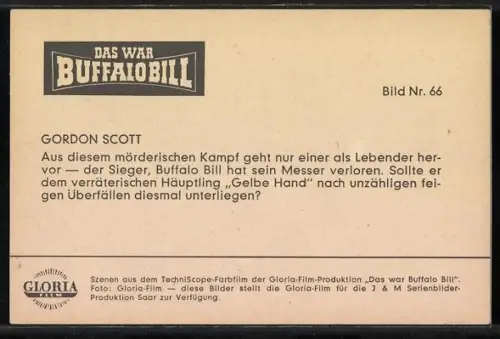 DAS WAR
BUFFALO BILL
Bild Nr. 66
GORDON SCOTT
Aus diesem mörderischen Kampf geht nur einer als Lebender her-
vor — der Sieger, Buffalo Bill hat sein Messer verloren. Sollte er
dem verräterischen Häuptling „Gelbe Hand" nach unzähligen fei-
gen Überfällen diesmal unterliegen?
GLORIA
FILM
Szenen aus dem TechniScope-Farbfilm der Gloria-Film-Produktion „Das war Buffalo Bill".
Foto: Gloria-Film — diese Bilder stellt die Gloria-Film für die J & M Serienbilder-
Produktion Saar zur Verfügung.